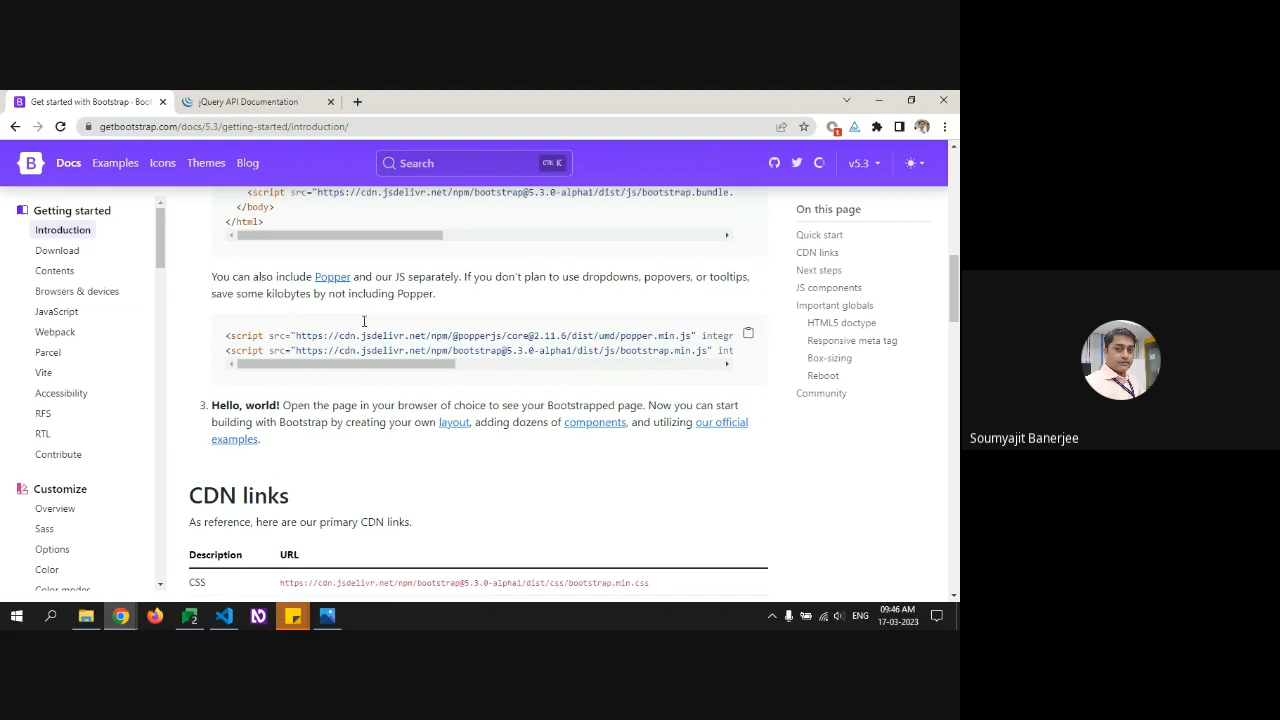 Get started with Bootstrap · Boot
jQuery API Documentation
getbootstrap.com/docs/5.3/getting-started/introduction/
B Docs Examples Icons Themes Blog
Search
CTRL K
v5.3
Getting started
Introduction
Download
Contents
Browsers & devices
JavaScript
Webpack
Parcel
Vite
Accessibility
RFS
RTL
Contribute
Customize
Overview
Sass
Options
Color
Color modes
<script src="https://cdn.jsdelivr.net/npm/bootstrap@5.3.0-alpha1/dist/js/bootstrap.bundle.
</body>
</html>
You can also include Popper and our JS separately. If you don't plan to use dropdowns, popovers, or tooltips,
save some kilobytes by not including Popper.
<script src="https://cdn.jsdelivr.net/npm/@popperjs/core@2.11.6/dist/umd/popper.min.js" integr
<script src="https://cdn.jsdelivr.net/npm/bootstrap@5.3.0-alpha1/dist/js/bootstrap.min.js" int
3. Hello, world! Open the page in your browser of choice to see your Bootstrapped page. Now you can start
building with Bootstrap by creating your own layout, adding dozens of components, and utilizing our official
examples.
CDN links
As reference, here are our primary CDN links.
Description URL
CSS https://cdn.jsdelivr.net/npm/bootstrap@5.3.0-alpha1/dist/css/bootstrap.min.css
On this page
Quick start
CDN links
Next steps
JS components
Important globals
HTML5 doctype
Responsive meta tag
Box-sizing
Reboot
Community
Soumyajit Banerjee
ENG
09:46 AM
17-03-2023